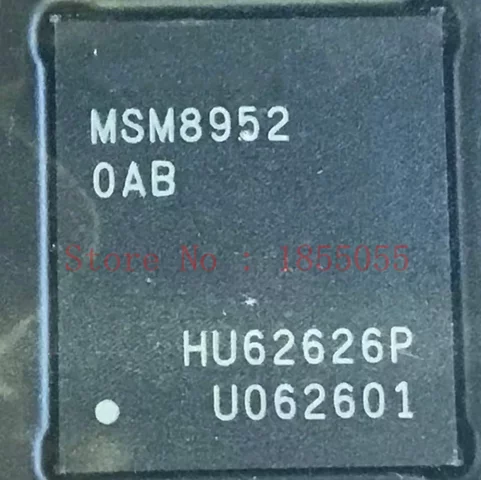 MSM8952
0AB
Store No : 1855055
HU62626P
U062601